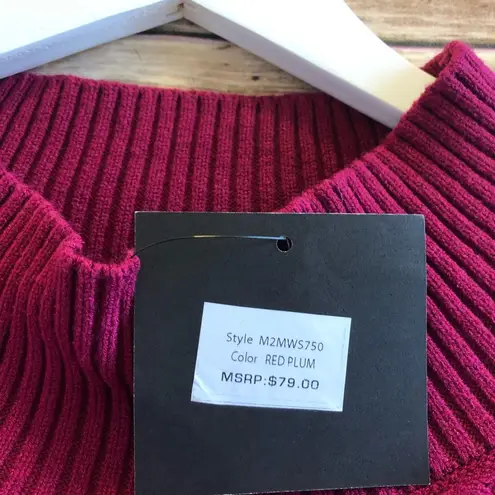 Style M2MWS750
Color RED PLUM
MSRP:$79.00